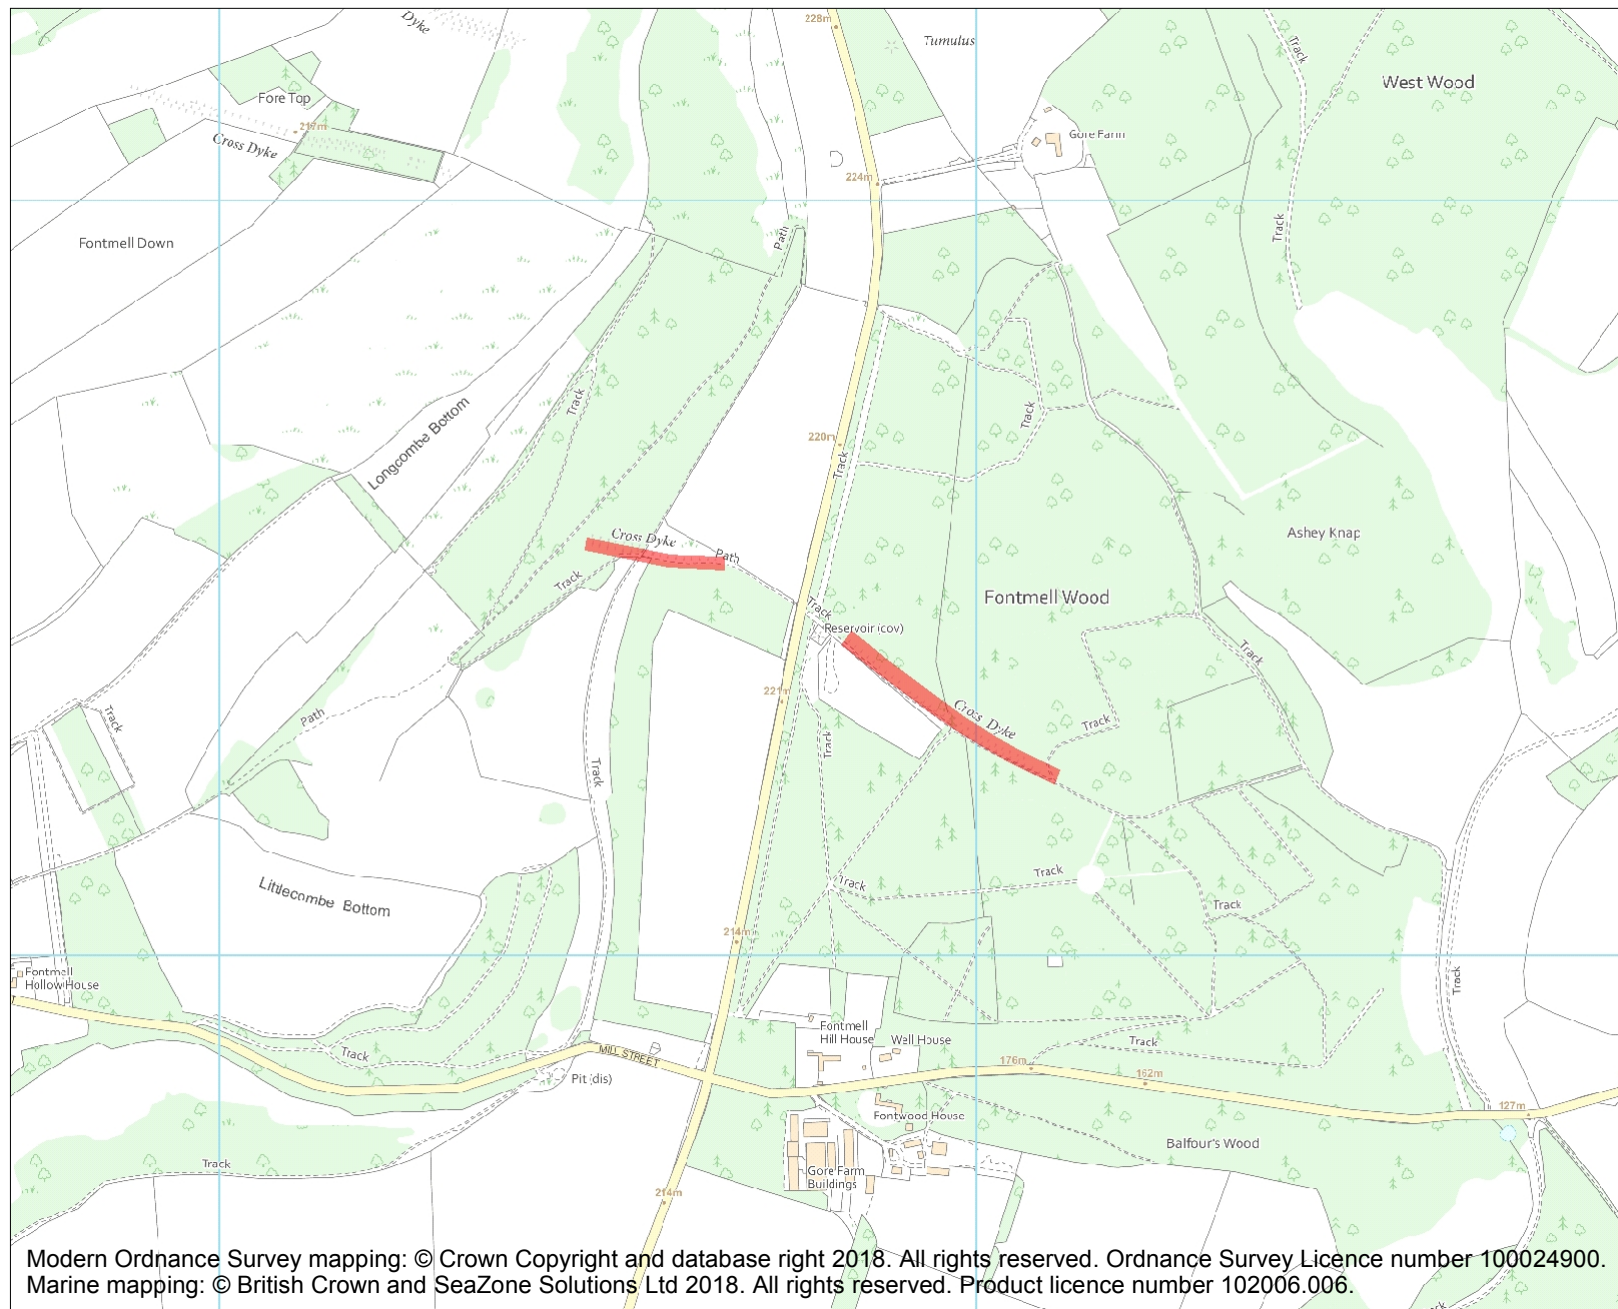 Dyke
228m
Tumulus
Track
West Wood
Fore Top
217m
Cross Dyke
Gore Farm
224m
Track
Fontmell Down
Path
Track
Track
Longcombe Bottom
220m
Track
Cross Dyke
Path
Ashey Knap
Track
Fontmell Wood
Track
Reservoir (cov)
Track
221m
Cross Dyke
Track
Path
Track
Track
Track
Track
Track
Littlecombe Bottom
Track
214m
Fontmell
Hollow House
Track
Fontmell
Hill House
Well House
Track
MILL STREET
Track
176m
162m
Pit (dis)
127m
Fontwood House
Balfour's Wood
Track
Gore Farm
Buildings
214m
Modern Ordnance Survey mapping: © Crown Copyright and database right 2018. All rights reserved. Ordnance Survey Licence number 100024900.
Marine mapping: © British Crown and SeaZone Solutions Ltd 2018. All rights reserved. Product licence number 102006.006.